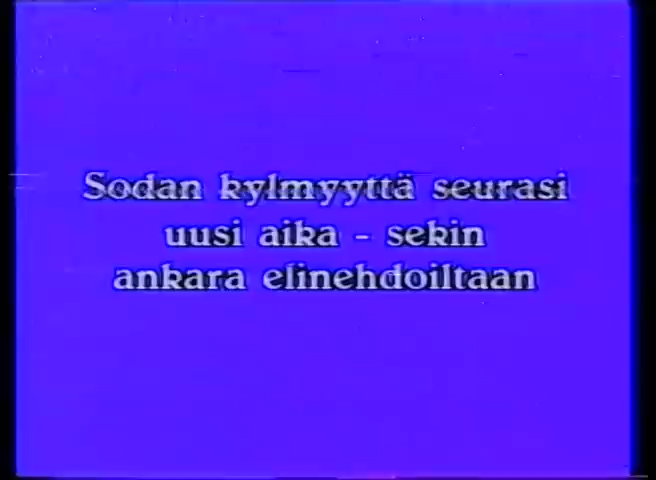 Sodan kylmyyttä seurasi
uusi aika - sekin
ankara elinehdoiltaan